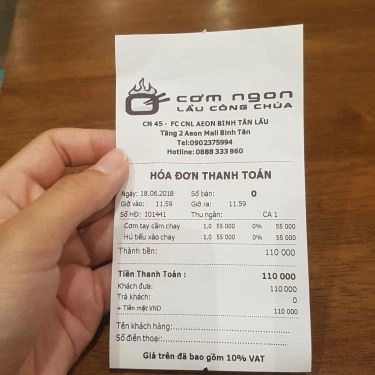 cơm ngon
LẨU CÔNG CHÚA
CN 45 - FC CNL AEON BÌNH TÂN LẨU
Tầng 2 Aeon Mall Bình Tân
Tel:0902375994
Hotline: 0888 333 960
HÓA ĐƠN THANH TOÁN
Ngày: 18.06.2018 Số bàn: 0
Giờ vào: 11.59 Giờ ra: 11.59
Số HĐ: 101441 Thu ngân: CA 1
Cơm tay cầm chay 1,0 55 000 0% 55 000
Hủ tiếu xào chay 1,0 55 000 0% 55 000
Thành tiền: 110 000
Tiền Thanh Toán : 110 000
Khách đưa: 110 000
Trả khách: 0
+ Tiền mặt VND 110 000
Tên khách hàng:
Số điện thoại:
Giá trên đã bao gồm 10% VAT